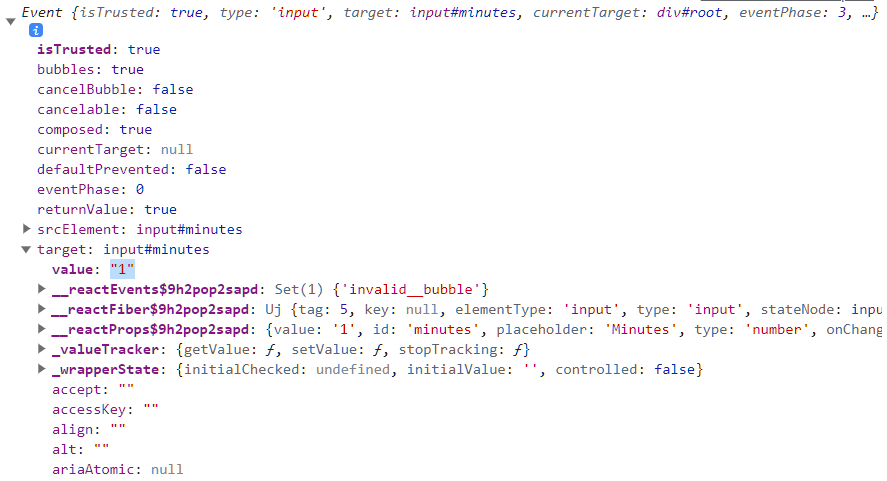 Event {isTrusted: true, type: 'input', target: input#minutes, currentTarget: div#root, eventPhase: 3, …}
i
isTrusted: true
bubbles: true
cancelBubble: false
cancelable: false
composed: true
currentTarget: null
defaultPrevented: false
eventPhase: 0
returnValue: true
srcElement: input#minutes
target: input#minutes
value: "1"
__reactEvents$9h2pop2sapd: Set(1) {'invalid__bubble'}
__reactFiber$9h2pop2sapd: Uj {tag: 5, key: null, elementType: 'input', type: 'input', stateNode: inpu
__reactProps$9h2pop2sapd: {value: '1', id: 'minutes', placeholder: 'Minutes', type: 'number', onChang
_valueTracker: {getValue: ƒ, setValue: ƒ, stopTracking: ƒ}
_wrapperState: {initialChecked: undefined, initialValue: '', controlled: false}
accept: ""
accessKey: ""
align: ""
alt: ""
ariaAtomic: null